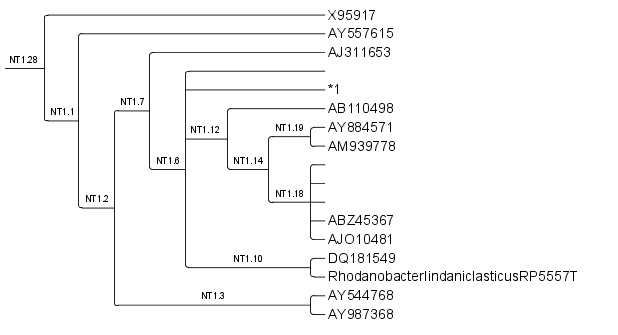 X95917
AY557615
AJ311653
NT1.28
*1
NT1.7
AB110498
NT1.1
AY884571
NT1.19
NT1.12
AM939778
NT1.6
NT1.14
NT1.18
NT1.2
ABZ45367
AJO10481
DQ181549
NT1.10
RhodanobacterlindaniclasticusRP5557T
AY544768
NT1.3
AY987368